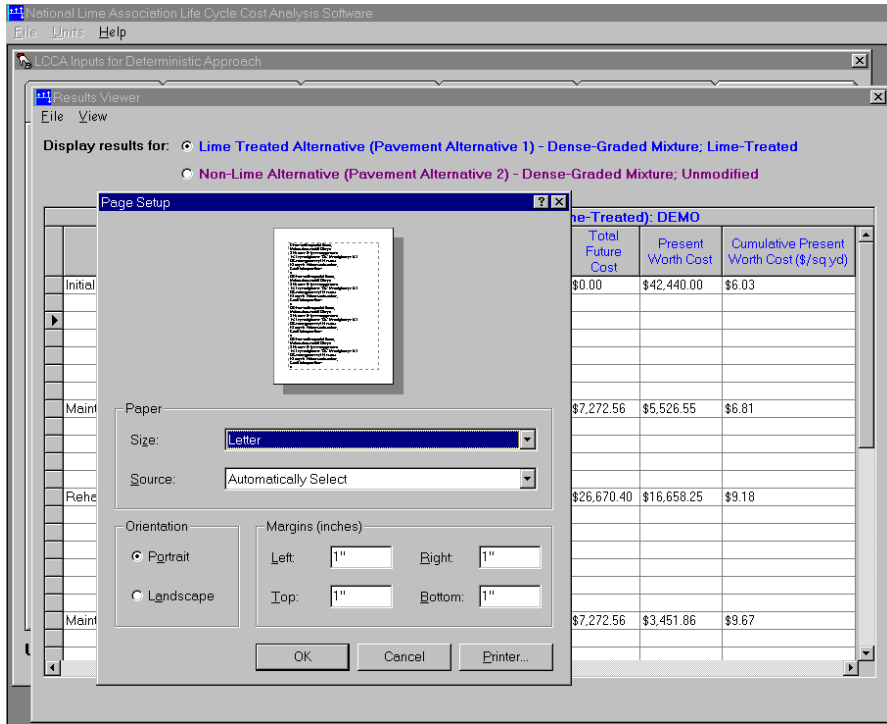 National Lime Association Life Cycle Cost Analysis Software
File Units Help
LCCA Inputs for Deterministic Approach
Results Viewer
File View
Display results for: Lime Treated Alternative (Pavement Alternative 1) - Dense-Graded Mixture; Lime-Treated
Non-Lime Alternative (Pavement Alternative 2) - Dense-Graded Mixture; Unmodified
Page Setup
ne-Treated): DEMO
Total Future Cost
Present Worth Cost
Cumulative Present Worth Cost ($/sq yd)
Initial $0.00 $42,440.00 $6.03
Maint $7,272.56 $5,526.55 $6.81
Reha $26,670.40 $16,658.25 $9.18
Maint $7,272.56 $3,451.86 $9.67
Paper
Size: Letter
Source: Automatically Select
Orientation
Portrait
Landscape
Margins (inches)
Left: 1" Right: 1"
Top: 1" Bottom: 1"
OK Cancel Printer...
U